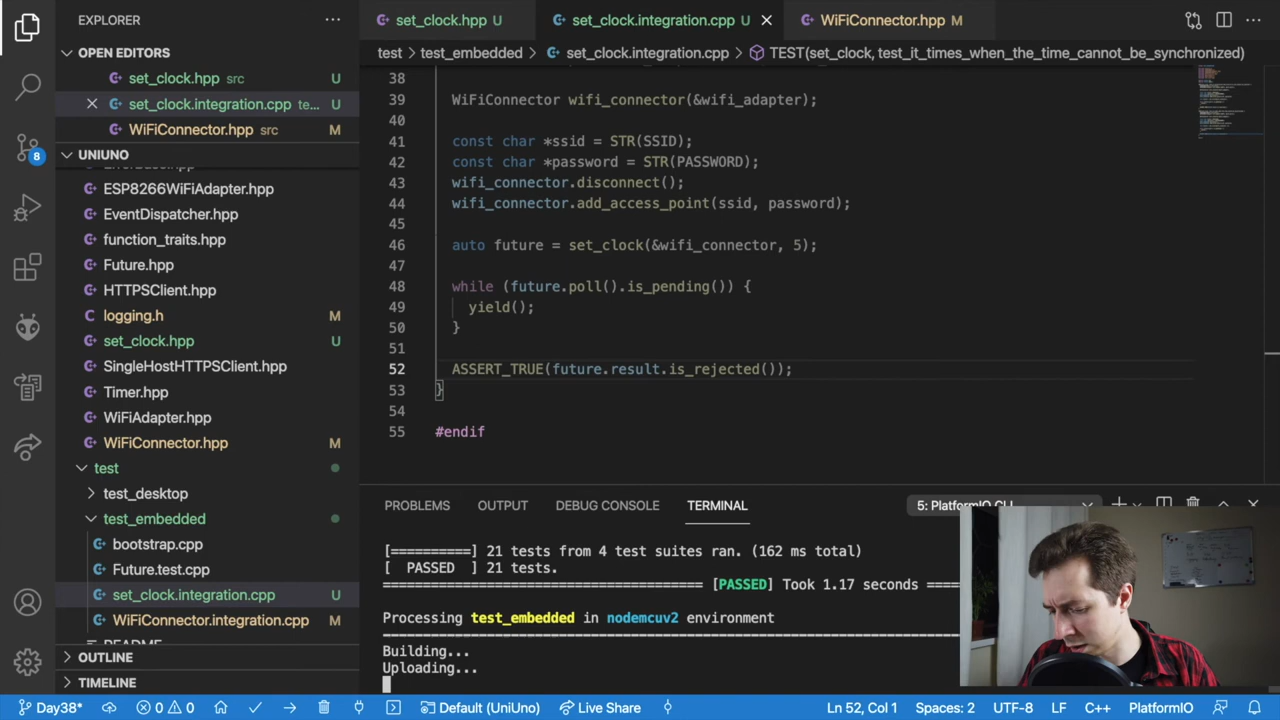 EXPLORER
set_clock.hpp U
set_clock.integration.cpp U
WiFiConnector.hpp M
OPEN EDITORS
test > test_embedded > set_clock.integration.cpp > TEST(set_clock, test_it_times_when_the_time_cannot_be_synchronized)
set_clock.hpp src U
set_clock.integration.cpp te... U
WiFiConnector.hpp src M
UNIUNO
ESP8266WiFiAdapter.hpp
EventDispatcher.hpp
function_traits.hpp
Future.hpp
HTTPSClient.hpp
logging.h M
set_clock.hpp U
SingleHostHTTPSClient.hpp
Timer.hpp
WiFiAdapter.hpp
WiFiConnector.hpp M
test
test_desktop
test_embedded
bootstrap.cpp
Future.test.cpp
set_clock.integration.cpp U
WiFiConnector.integration.cpp M
README
OUTLINE
TIMELINE
8
38
39 WiFiConnector wifi_connector(&wifi_adapter);
40
41 const char *ssid = STR(SSID);
42 const char *password = STR(PASSWORD);
43 wifi_connector.disconnect();
44 wifi_connector.add_access_point(ssid, password);
45
46 auto future = set_clock(&wifi_connector, 5);
47
48 while (future.poll().is_pending()) {
49 yield();
50 }
51
52 ASSERT_TRUE(future.result.is_rejected());
53 }
54
55 #endif
PROBLEMS OUTPUT DEBUG CONSOLE TERMINAL 5: PlatformIO CLI
[==========] 21 tests from 4 test suites ran. (162 ms total)
[ PASSED ] 21 tests.
[PASSED] Took 1.17 seconds
Processing test_embedded in nodemcuv2 environment
Building...
Uploading...
Day38* 0 0 Default (UniUno) Live Share Ln 52, Col 1 Spaces: 2 UTF-8 LF C++ PlatformIO